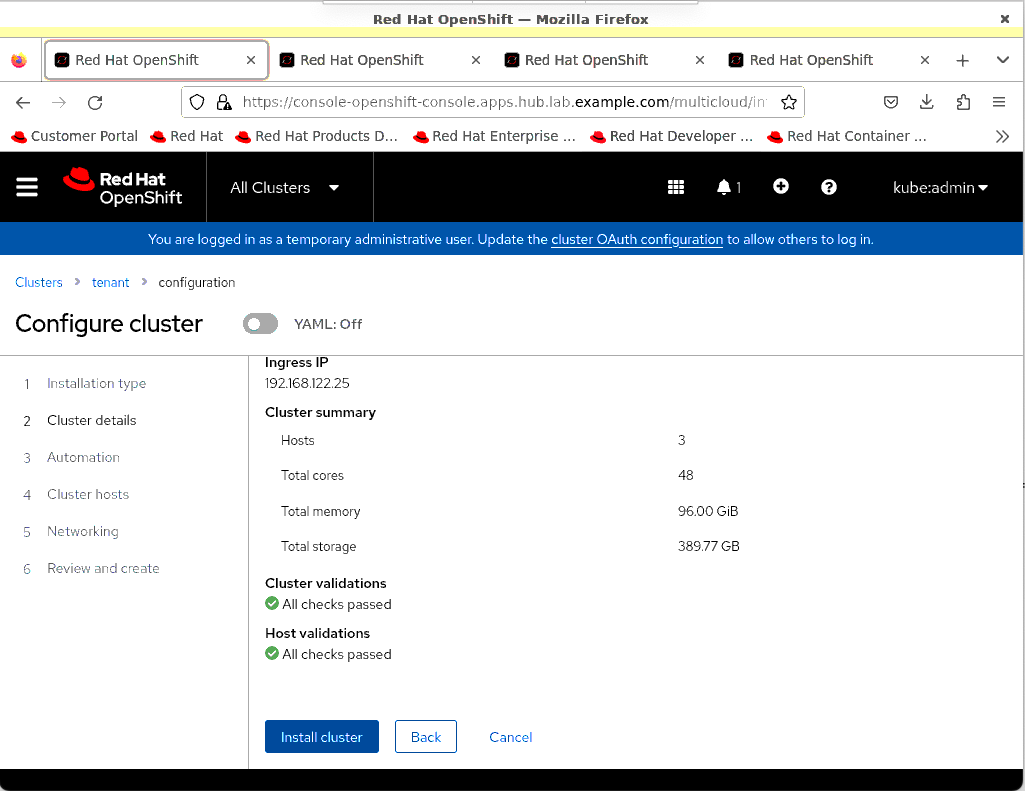 Red Hat OpenShift — Mozilla Firefox
Red Hat OpenShift
Red Hat OpenShift
Red Hat OpenShift
Red Hat OpenShift
https://console-openshift-console.apps.hub.lab.example.com/multicloud/in
Customer Portal
Red Hat
Red Hat Products D...
Red Hat Enterprise ...
Red Hat Developer ...
Red Hat Container ...
Red Hat
OpenShift
All Clusters
1
kube:admin
You are logged in as a temporary administrative user. Update the cluster OAuth configuration to allow others to log in.
Clusters
tenant
configuration
Configure cluster
YAML: Off
1 Installation type
2 Cluster details
3 Automation
4 Cluster hosts
5 Networking
6 Review and create
Ingress IP
192.168.122.25
Cluster summary
Hosts 3
Total cores 48
Total memory 96.00 GiB
Total storage 389.77 GB
Cluster validations
All checks passed
Host validations
All checks passed
Install cluster
Back
Cancel